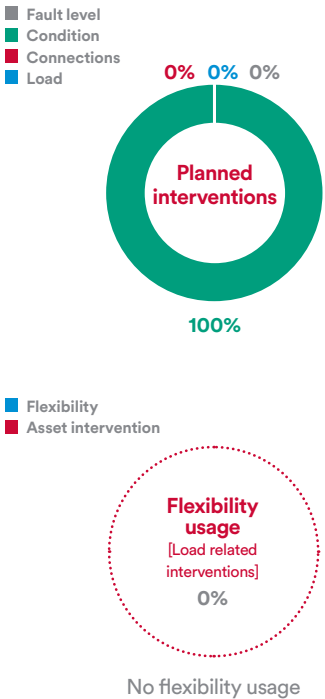 Fault level
Condition
Connections
Load
0% 0% 0%
Planned
interventions
100%
Flexibility
Asset intervention
Flexibility
usage
[Load related
interventions]
0%
No flexibility usage